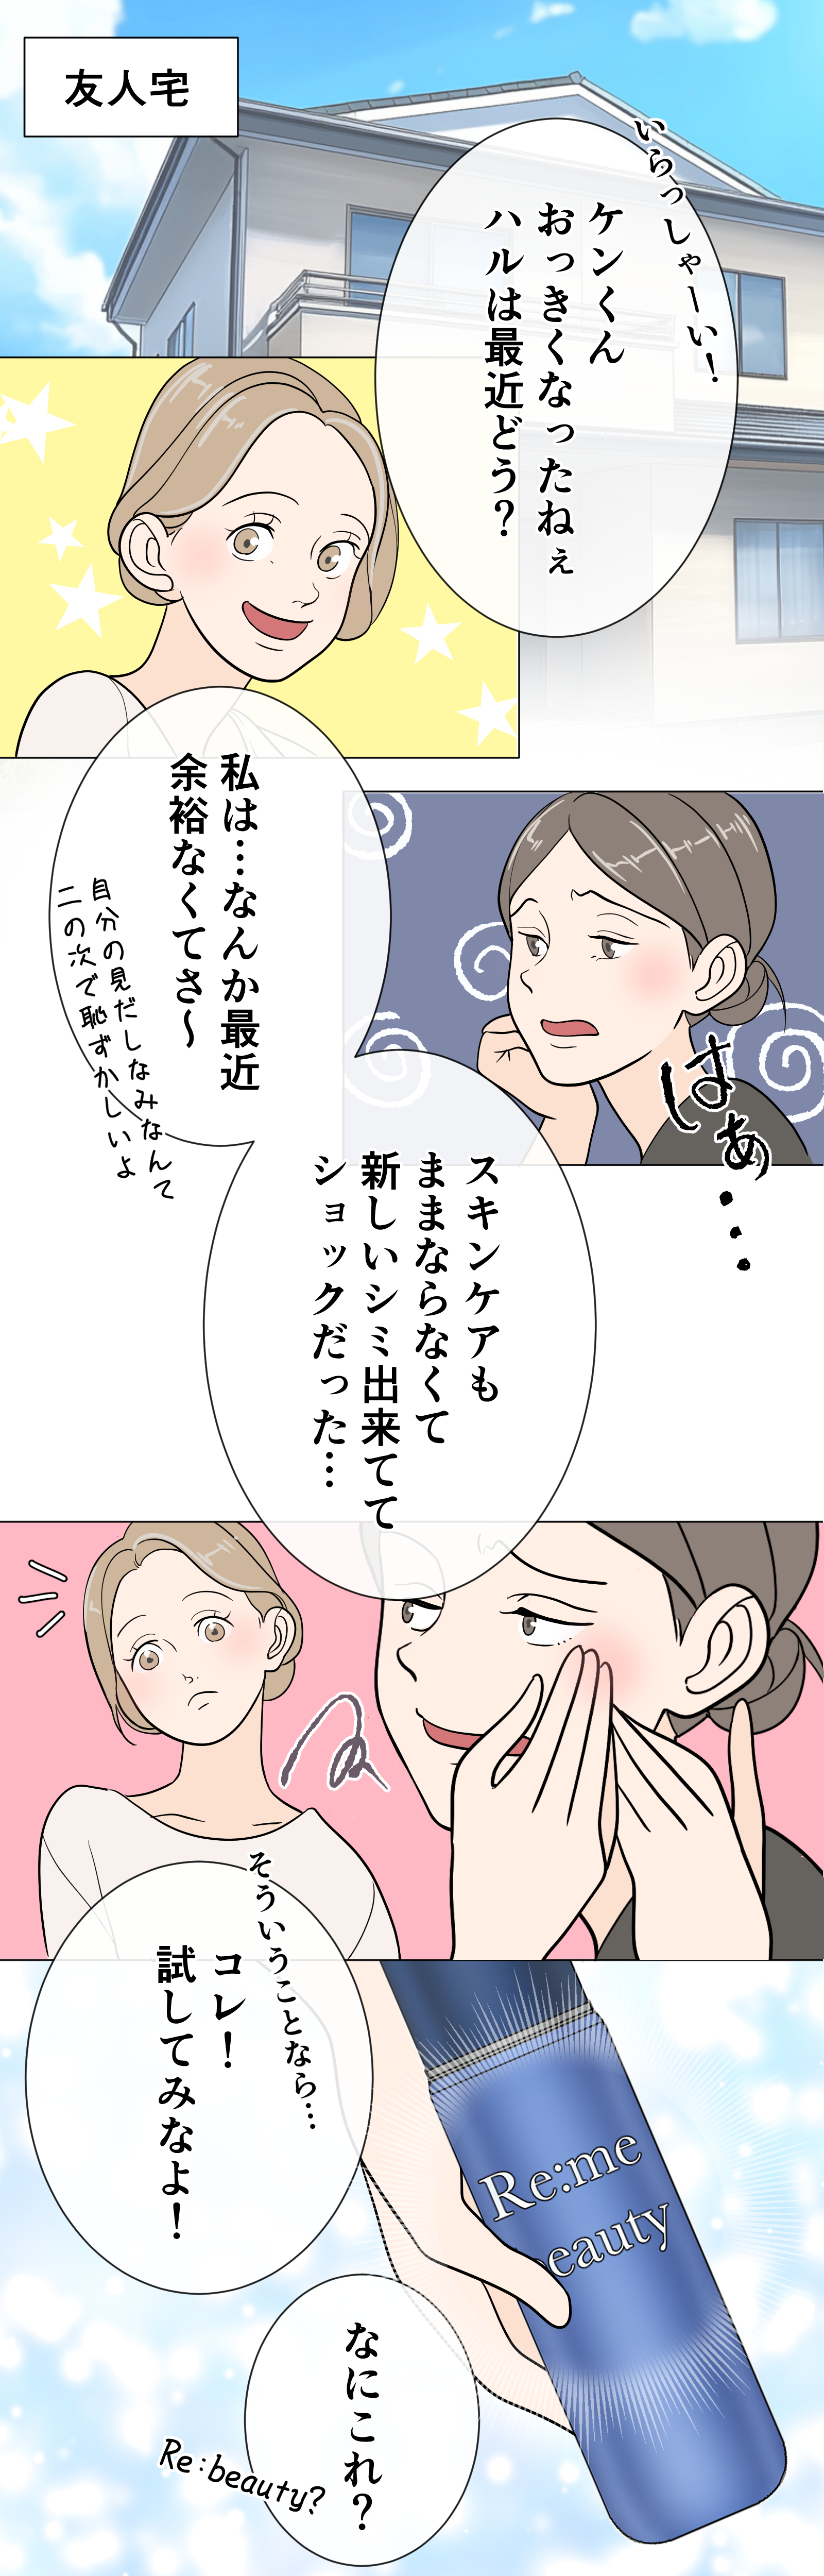 友人宅
いらっしゃーい！
ケンくん
おっきくなったねぇ
ハルは最近どう？
私は…なんか最近
余裕なくてさ〜
自分の見だしなみなんて
二の次で恥ずかしいよ
はぁ…
スキンケアも
ままならなくて
新しいシミ出来てて
ショックだった…
そういうことなら…
コレ！
試してみなよ！
Re:me
eauty
なにこれ？
Re:beauty?